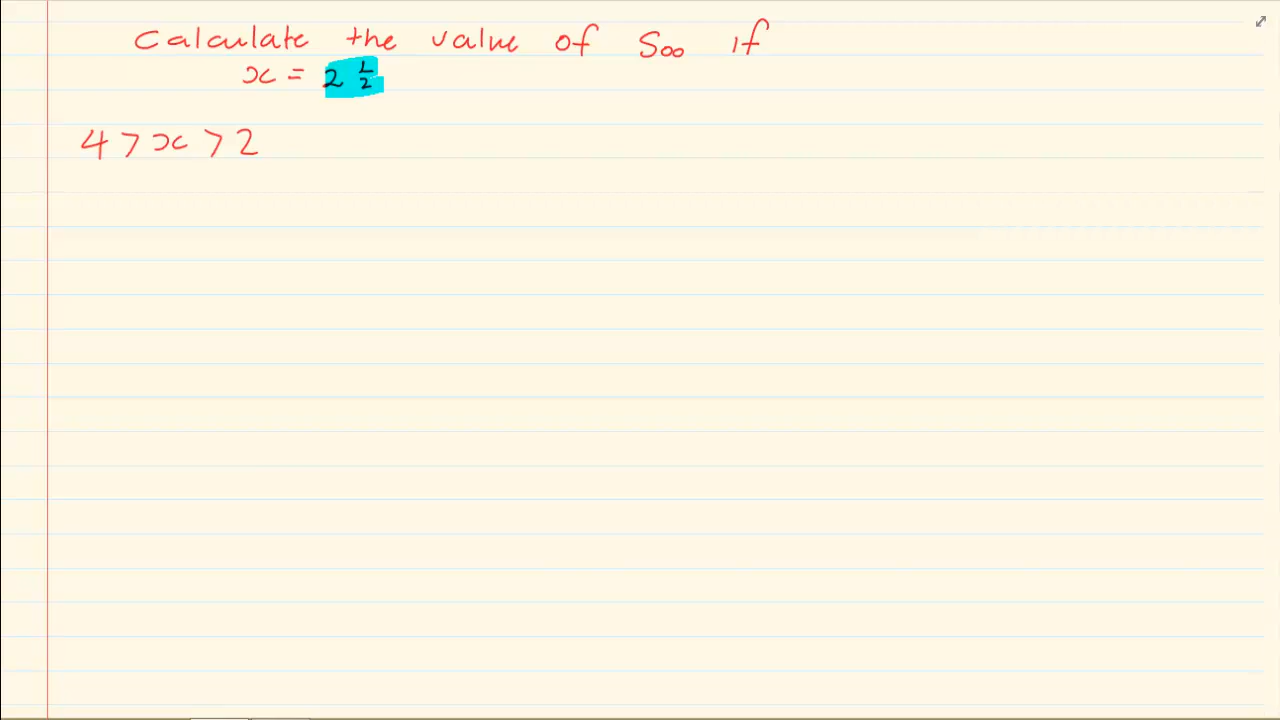 Calculate the value of S∞ if
x = 2 1/2
4 > x > 2